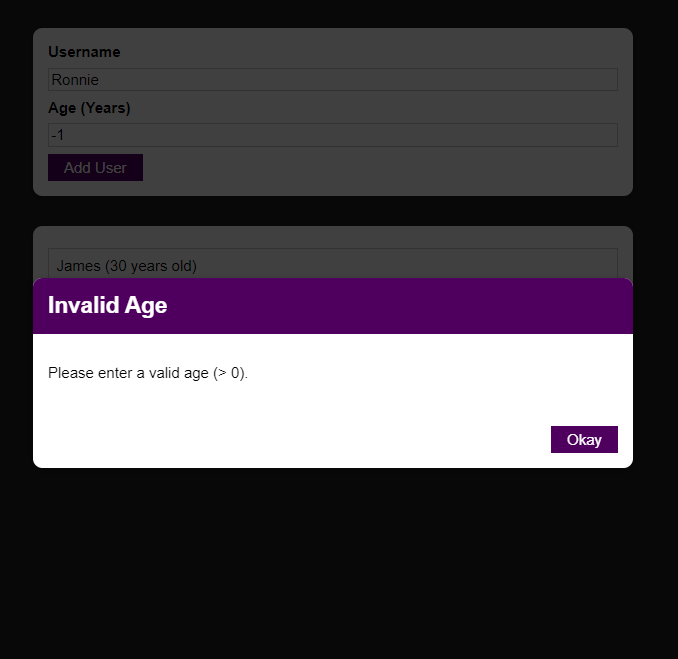 Username
Ronnie
Age (Years)
-1
Add User
James (30 years old)
Invalid Age
Please enter a valid age (> 0).
Okay